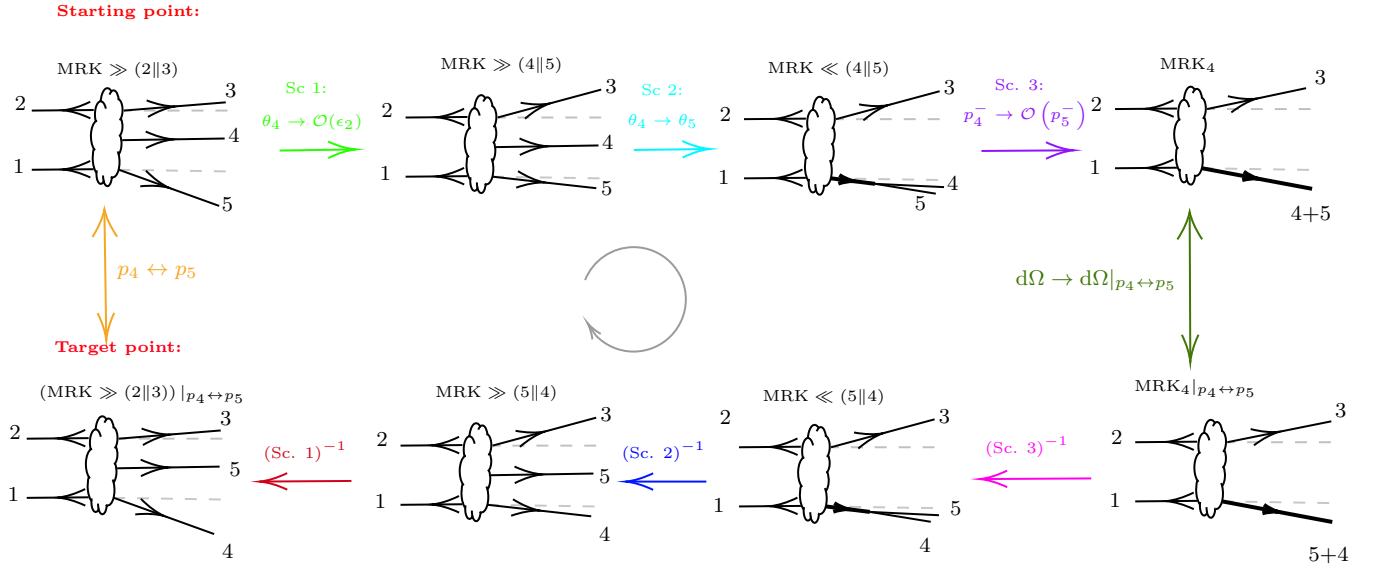 Starting point:
MRK ≫ (2∥3)
MRK ≫ (4∥5)
MRK ≪ (4∥5)
MRK₄
2
3
4
1
5
Sc 1:
θ₄ → 𝒪(ϵ₂)
2
3
4
1
5
Sc 2:
θ₄ → θ₅
2
3
1
4
5
Sc. 3:
p₄⁻ → 𝒪(p₅⁻)
2
3
1
4+5
p₄ ↔ p₅
dΩ → dΩ|p₄↔p₅
Target point:
(MRK ≫ (2∥3))|p₄↔p₅
MRK ≫ (5∥4)
MRK ≪ (5∥4)
MRK₄|p₄↔p₅
2
3
5
1
4
(Sc. 1)⁻¹
2
3
5
1
4
(Sc. 2)⁻¹
2
3
1
5
4
(Sc. 3)⁻¹
2
3
1
5+4